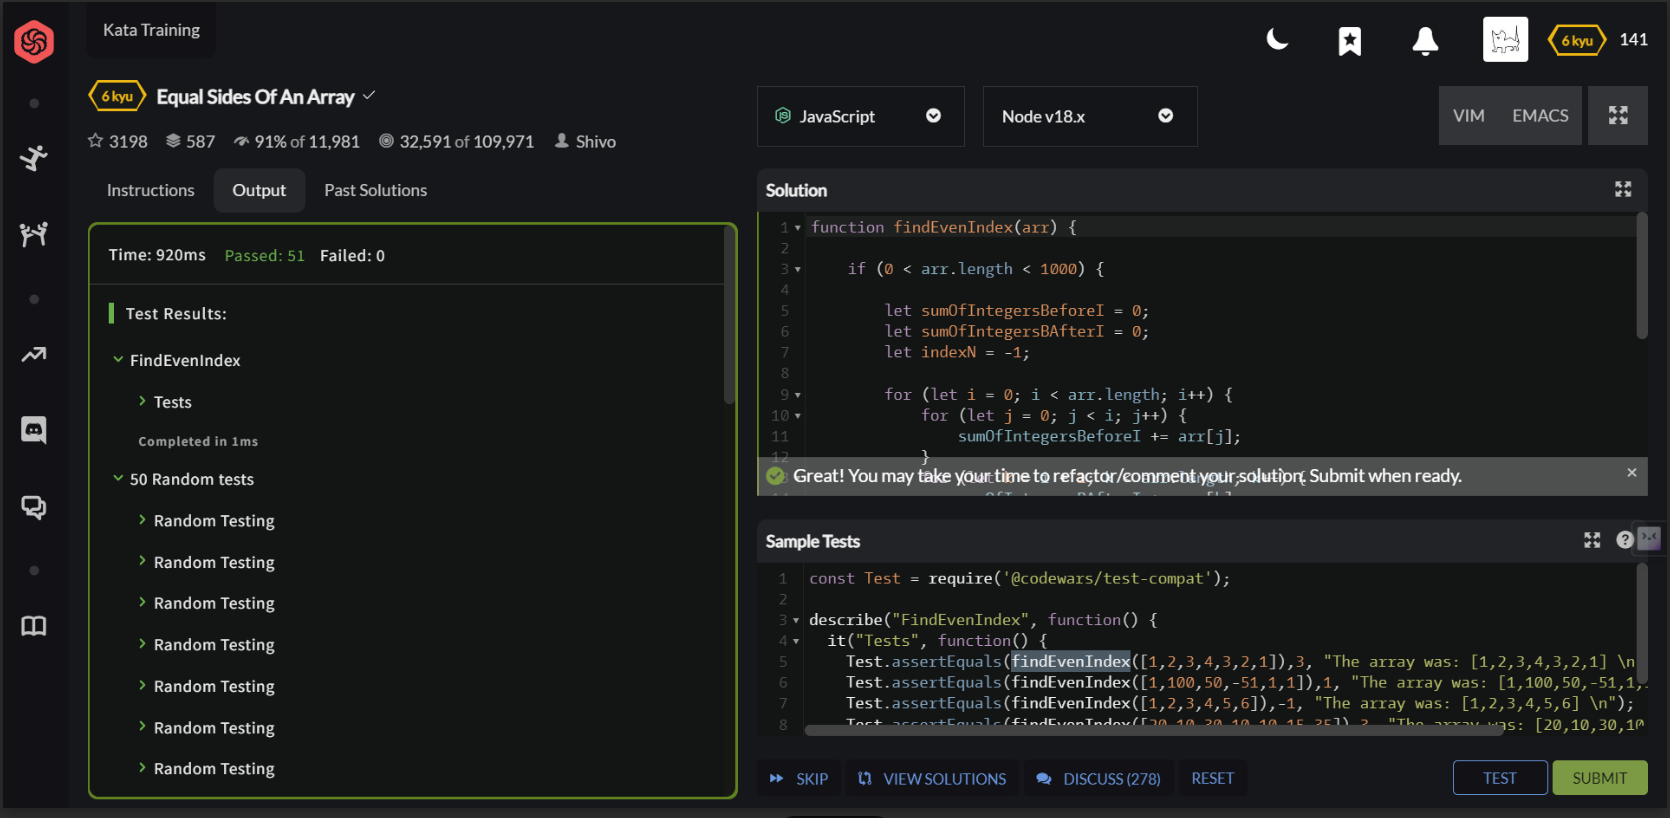 Kata Training
6 kyu 141
6 kyu Equal Sides Of An Array
3198 587 91% of 11,981 32,591 of 109,971 Shivo
Instructions Output Past Solutions
Time: 920ms Passed: 51 Failed: 0
Test Results:
FindEvenIndex
Tests
Completed in 1ms
50 Random tests
Random Testing
Random Testing
Random Testing
Random Testing
Random Testing
Random Testing
Random Testing
JavaScript Node v18.x VIM EMACS
Solution
1 function findEvenIndex(arr) {
2
3 if (0 < arr.length < 1000) {
4
5 let sumOfIntegersBeforeI = 0;
6 let sumOfIntegersBAfterI = 0;
7 let indexN = -1;
8
9 for (let i = 0; i < arr.length; i++) {
10 for (let j = 0; j < i; j++) {
11 sumOfIntegersBeforeI += arr[j];
12 }
Great! You may take your time to refactor/comment your solution. Submit when ready.
Sample Tests
1 const Test = require('@codewars/test-compat');
2
3 describe("FindEvenIndex", function() {
4 it("Tests", function() {
5 Test.assertEquals(findEvenIndex([1,2,3,4,3,2,1]),3, "The array was: [1,2,3,4,3,2,1] \n
6 Test.assertEquals(findEvenIndex([1,100,50,-51,1,1]),1, "The array was: [1,100,50,-51,1,
7 Test.assertEquals(findEvenIndex([1,2,3,4,5,6]),-1, "The array was: [1,2,3,4,5,6] \n");
8 Test.assertEquals(findEvenIndex([20,10,30,10,10,15,35]),3, "The array was: [20,10,30,10
SKIP VIEW SOLUTIONS DISCUSS (278) RESET TEST SUBMIT